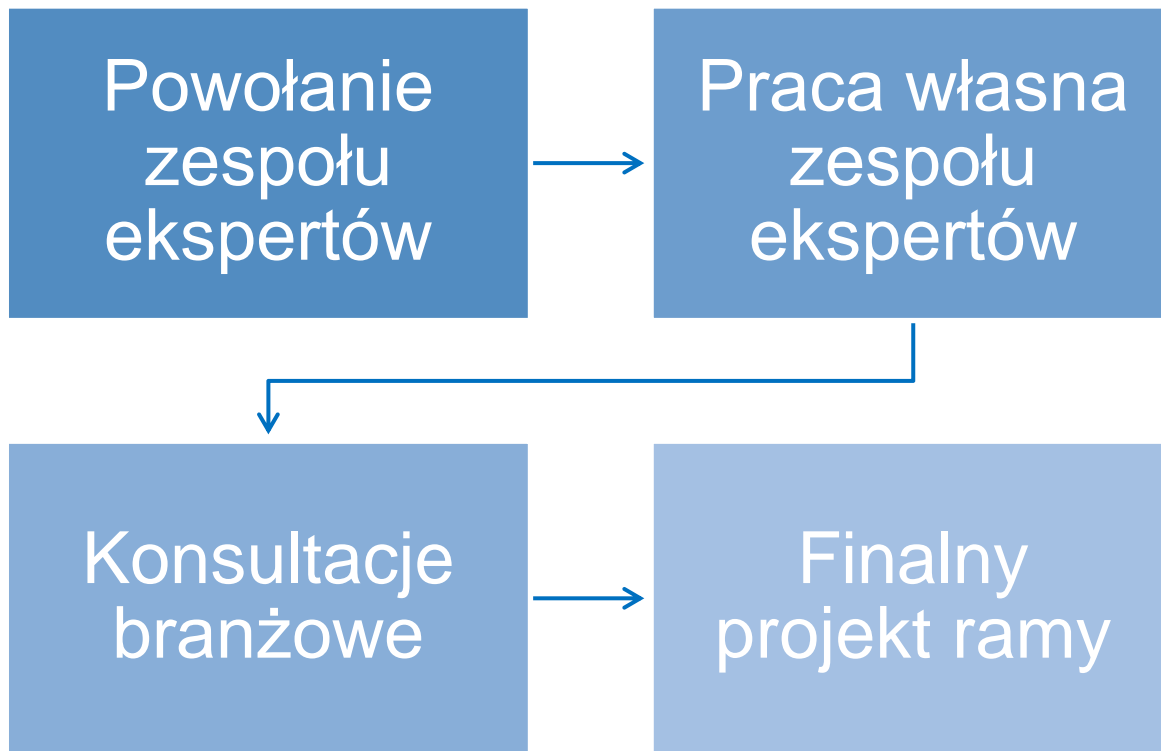 Powołanie
zespołu
ekspertów
Praca własna
zespołu
ekspertów
Konsultacje
branżowe
Finalny
projekt ramy